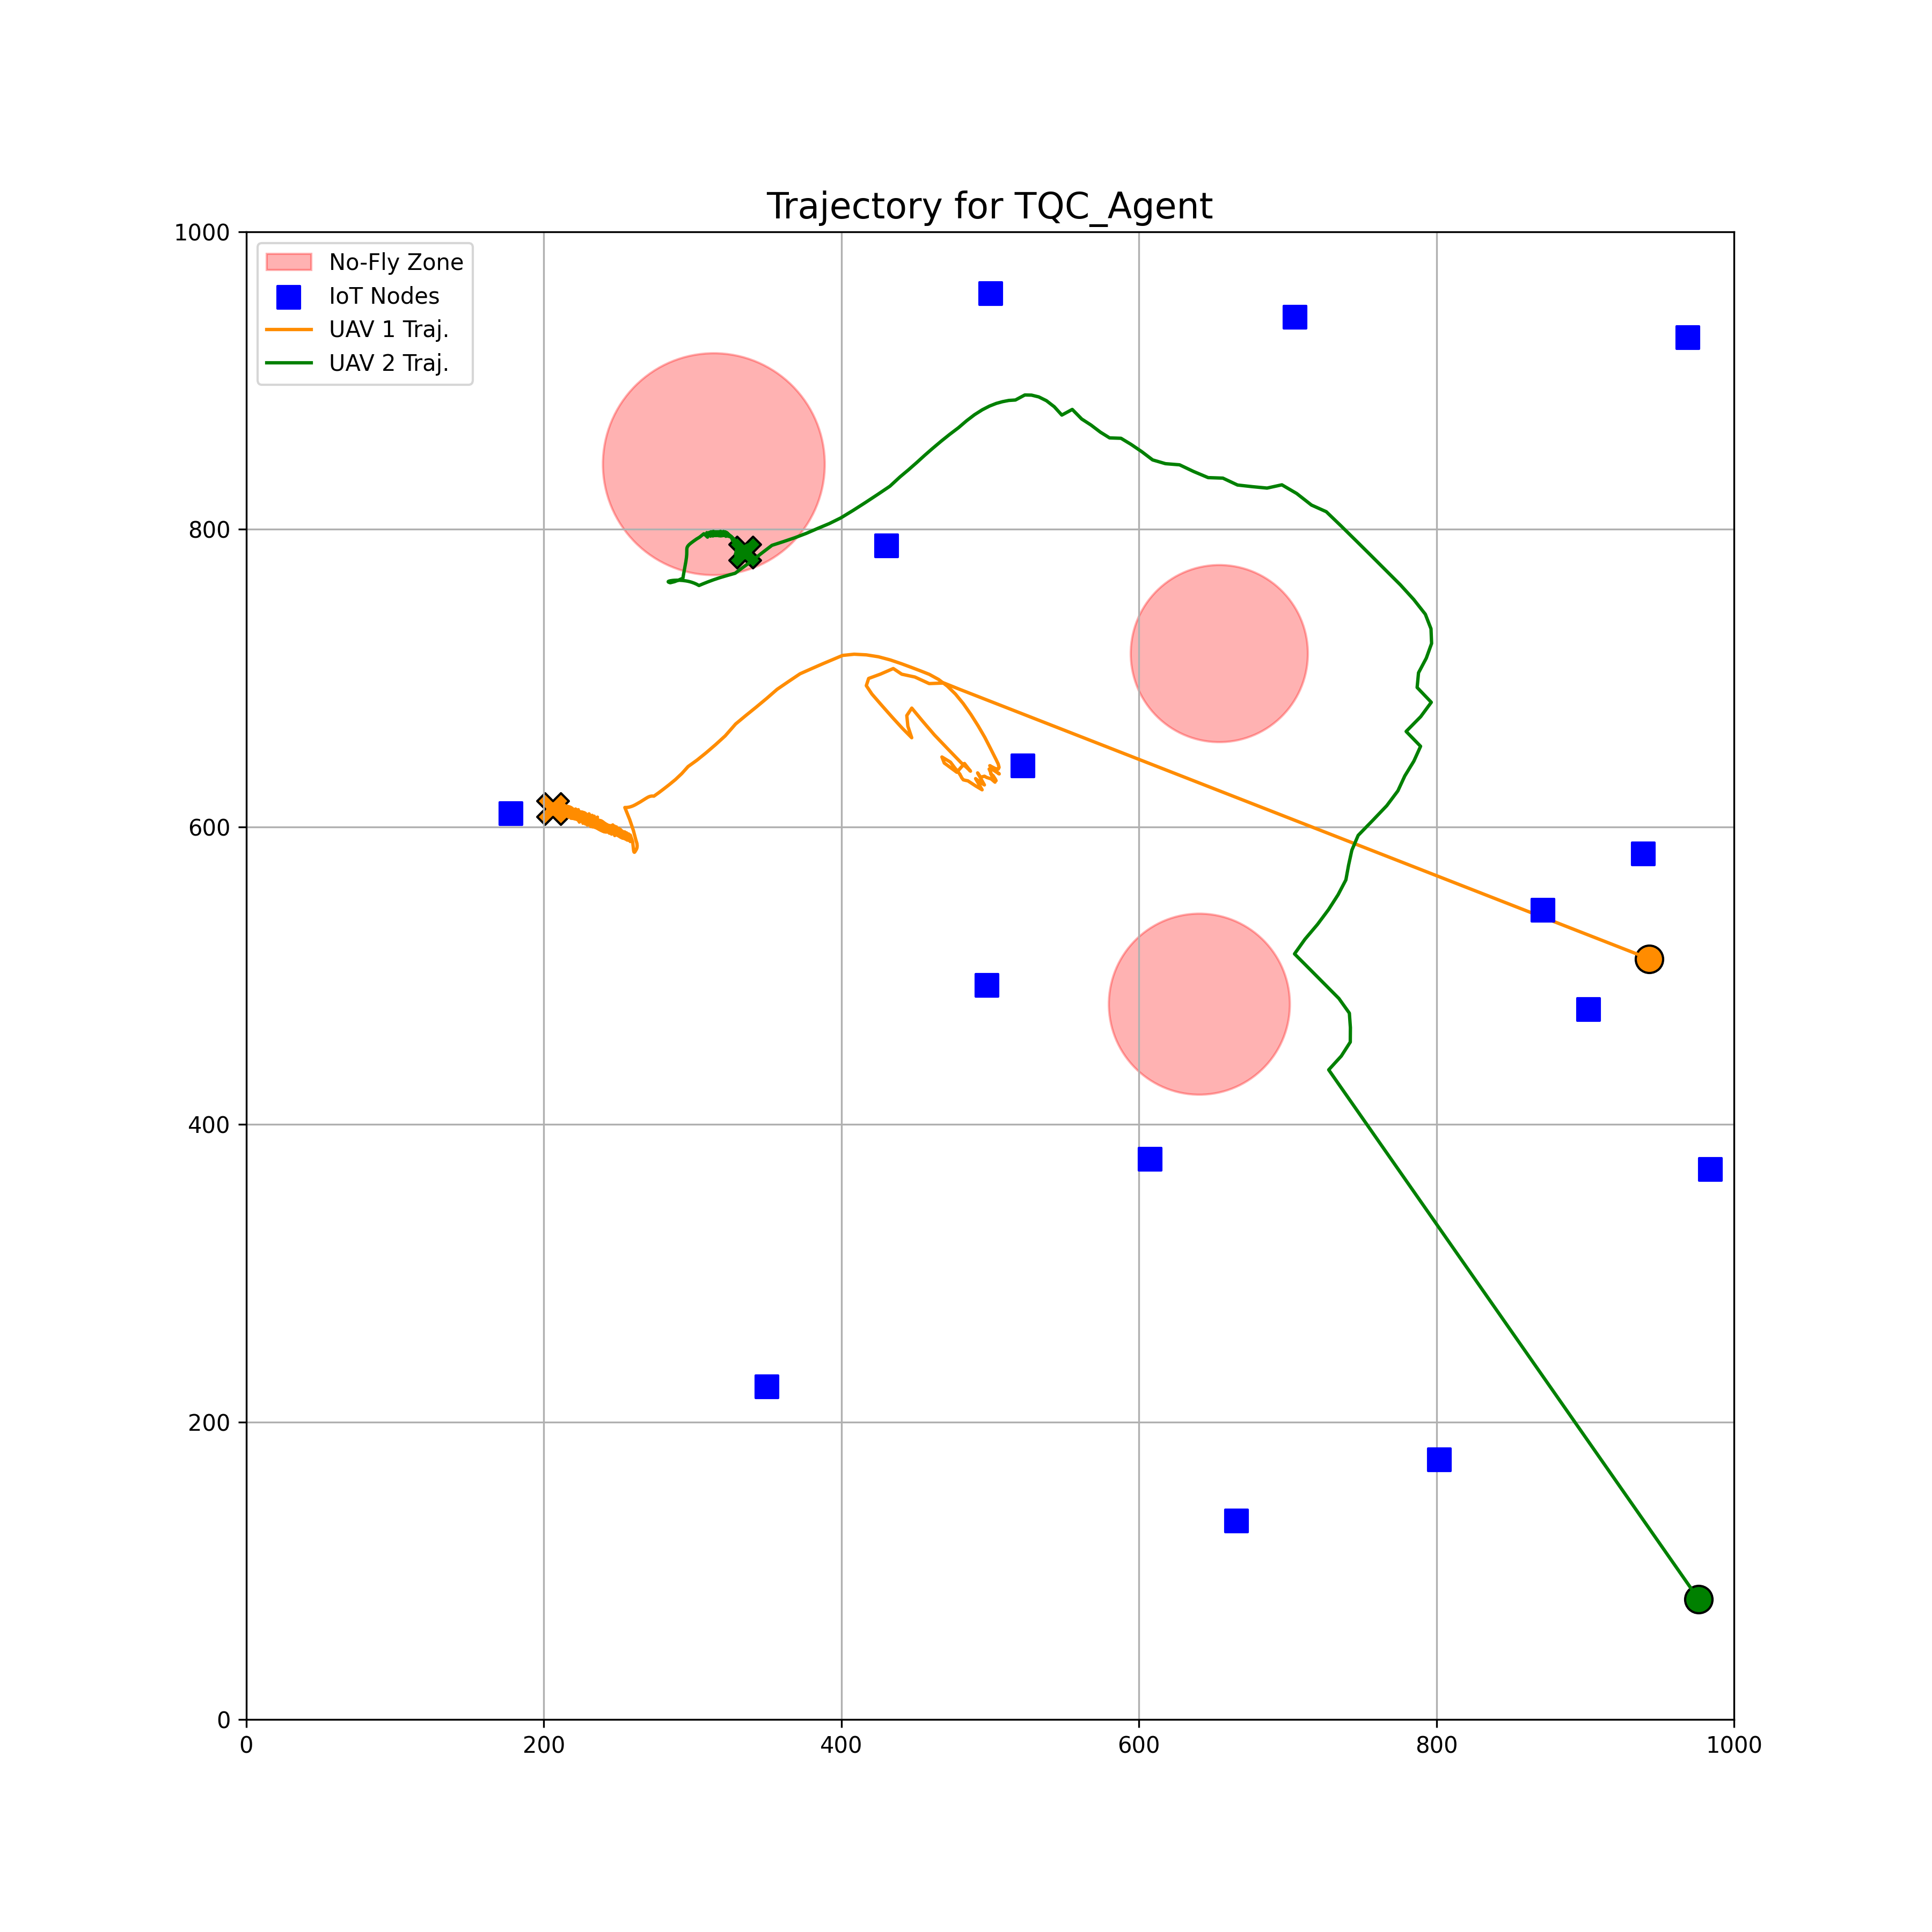 Trajectory for TQC_Agent
No-Fly Zone
IoT Nodes
UAV 1 Traj.
UAV 2 Traj.
1000
800
600
400
200
0
0 200 400 600 800 1000